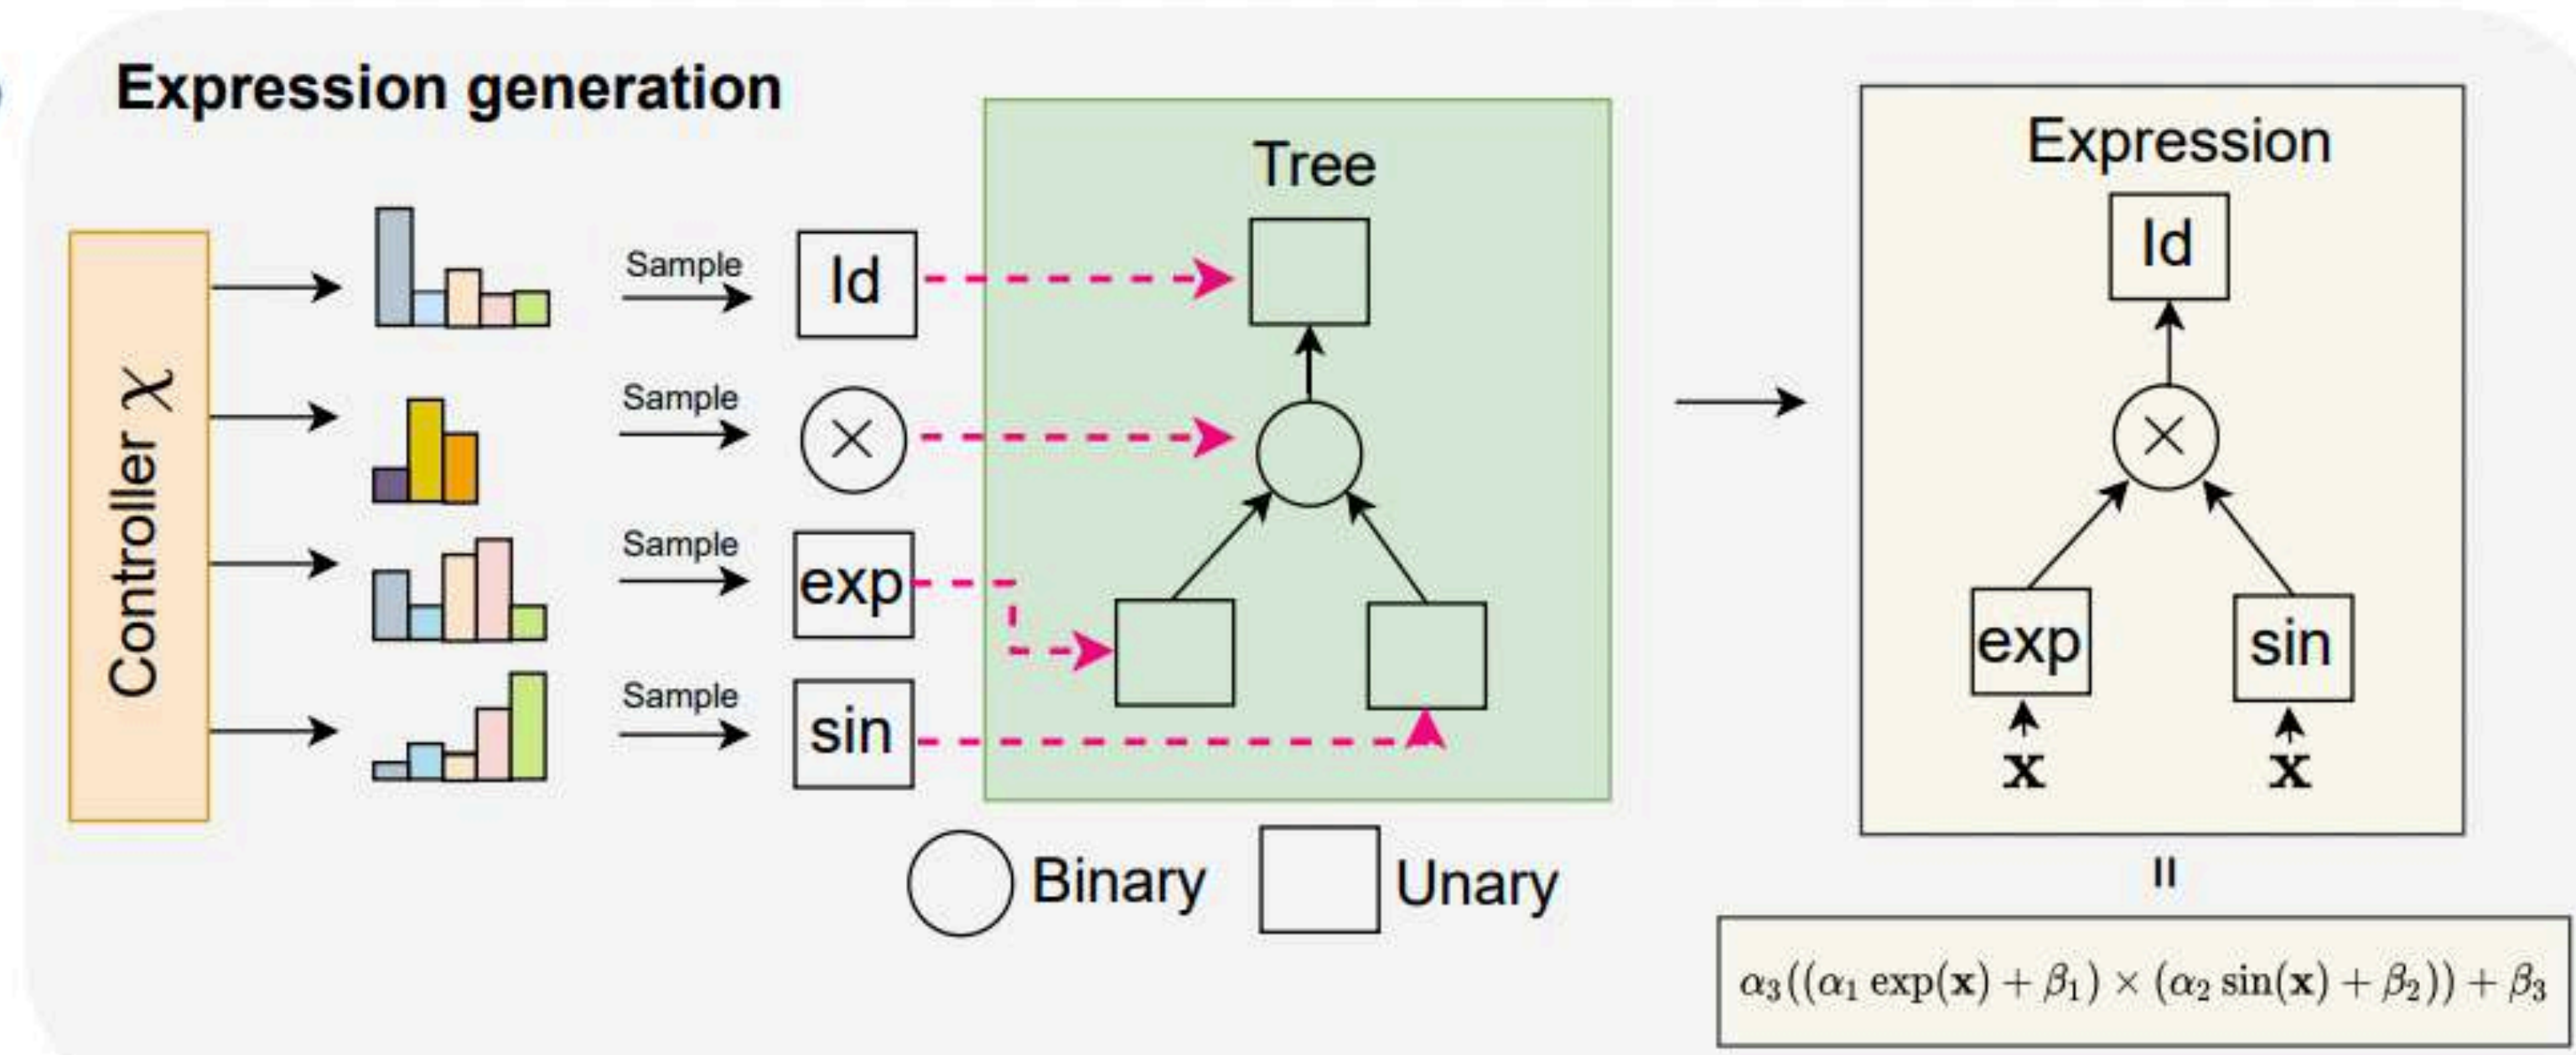 Expression generation
Controller χ
Sample
Id
Sample
×
Sample
exp
Sample
sin
Tree
Binary
Unary
Expression
Id
×
exp
sin
x
x
=
α₃((α₁ exp(x) + β₁) × (α₂ sin(x) + β₂)) + β₃